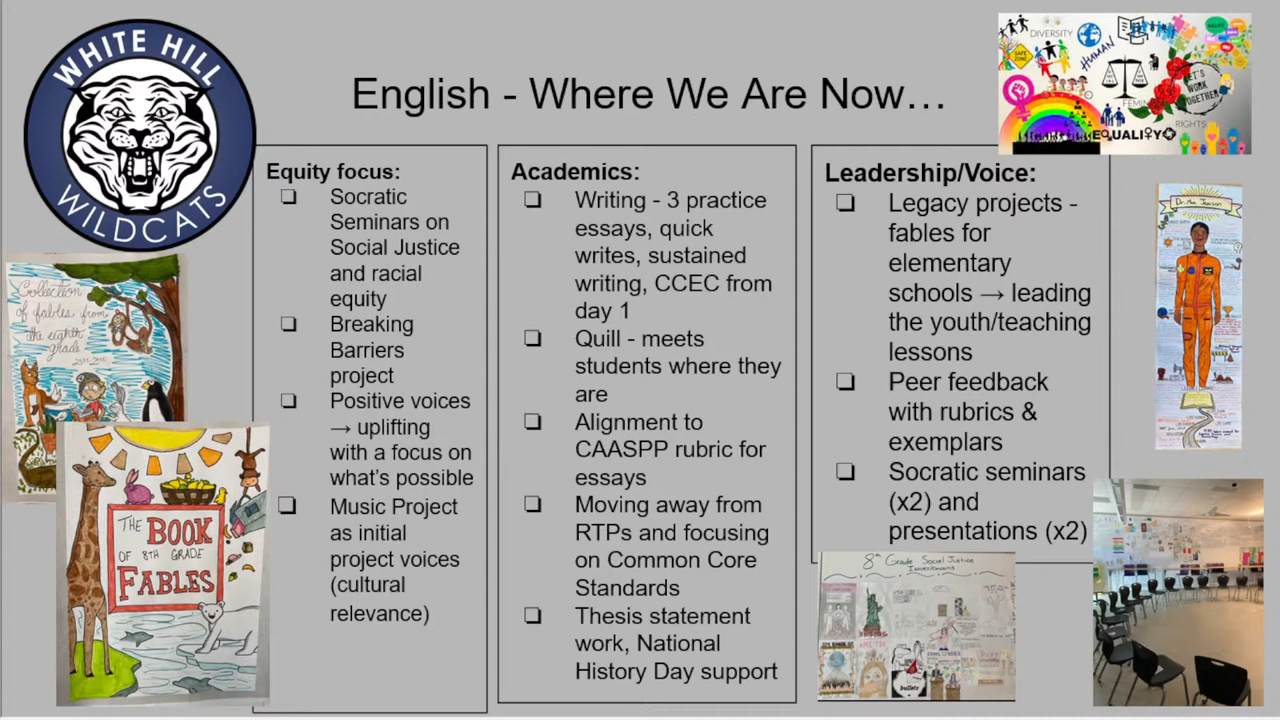 WHITE HILL
WILDCATS
English - Where We Are Now…
DIVERSITY
HUMAN
SAFE
ZONE
LET'S
WORK
TOGETHER
RIGHTS
EQUALITY
Equity focus:
Socratic
Seminars on
Social Justice
and racial
equity
Breaking
Barriers
project
Positive voices
→ uplifting
with a focus on
what's possible
Music Project
as initial
project voices
(cultural
relevance)
Academics:
Writing - 3 practice
essays, quick
writes, sustained
writing, CCEC from
day 1
Quill - meets
students where they
are
Alignment to
CAASPP rubric for
essays
Moving away from
RTPs and focusing
on Common Core
Standards
Thesis statement
work, National
History Day support
Leadership/Voice:
Legacy projects -
fables for
elementary
schools → leading
the youth/teaching
lessons
Peer feedback
with rubrics &
exemplars
Socratic seminars
(x2) and
presentations (x2)
Collection
of fables from
the eighth
grade
THE BOOK
OF 8TH GRADE
FABLES
8th Grade Social Justice
Dr. Mae Jemison